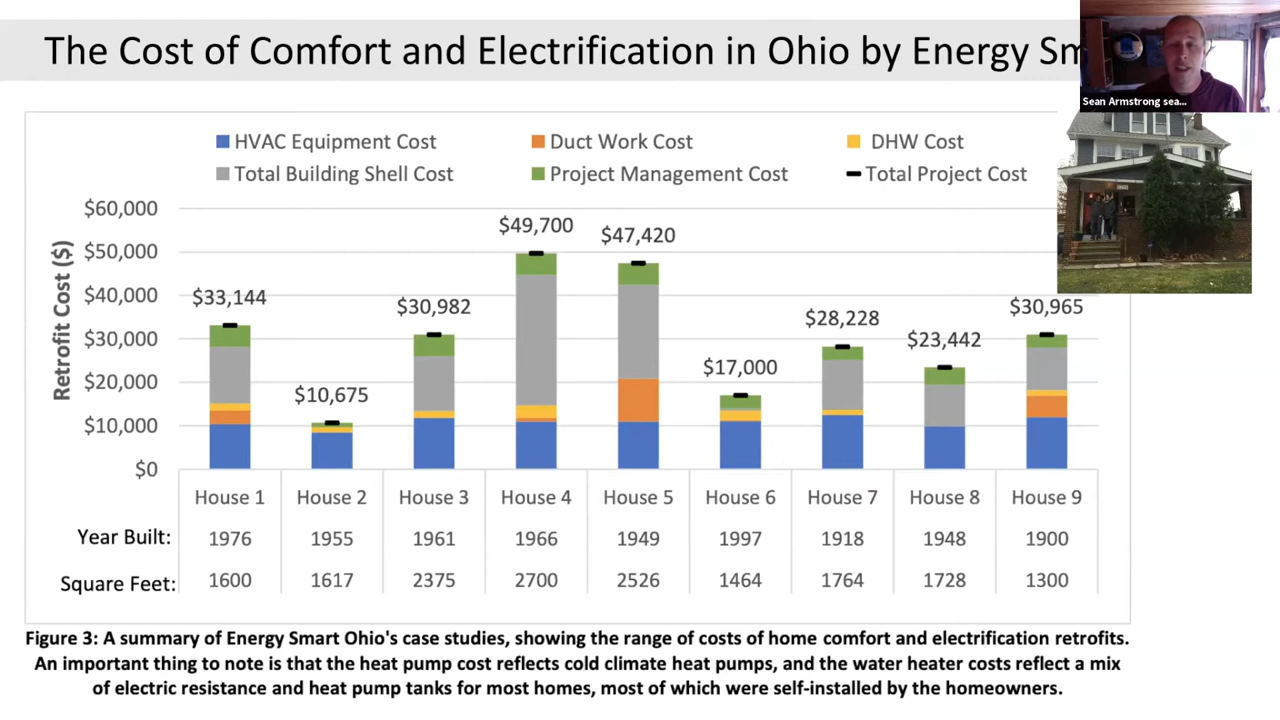 The Cost of Comfort and Electrification in Ohio by Energy Sm
Sean Armstrong sea...
HVAC Equipment Cost Duct Work Cost DHW Cost
Total Building Shell Cost Project Management Cost Total Project Cost
Retrofit Cost ($)
$60,000
$50,000
$40,000
$30,000
$20,000
$10,000
$0
$33,144
$10,675
$30,982
$49,700
$47,420
$17,000
$28,228
$23,442
$30,965
House 1 House 2 House 3 House 4 House 5 House 6 House 7 House 8 House 9
Year Built: 1976 1955 1961 1966 1949 1997 1918 1948 1900
Square Feet: 1600 1617 2375 2700 2526 1464 1764 1728 1300
Figure 3: A summary of Energy Smart Ohio's case studies, showing the range of costs of home comfort and electrification retrofits.
An important thing to note is that the heat pump cost reflects cold climate heat pumps, and the water heater costs reflect a mix
of electric resistance and heat pump tanks for most homes, most of which were self-installed by the homeowners.